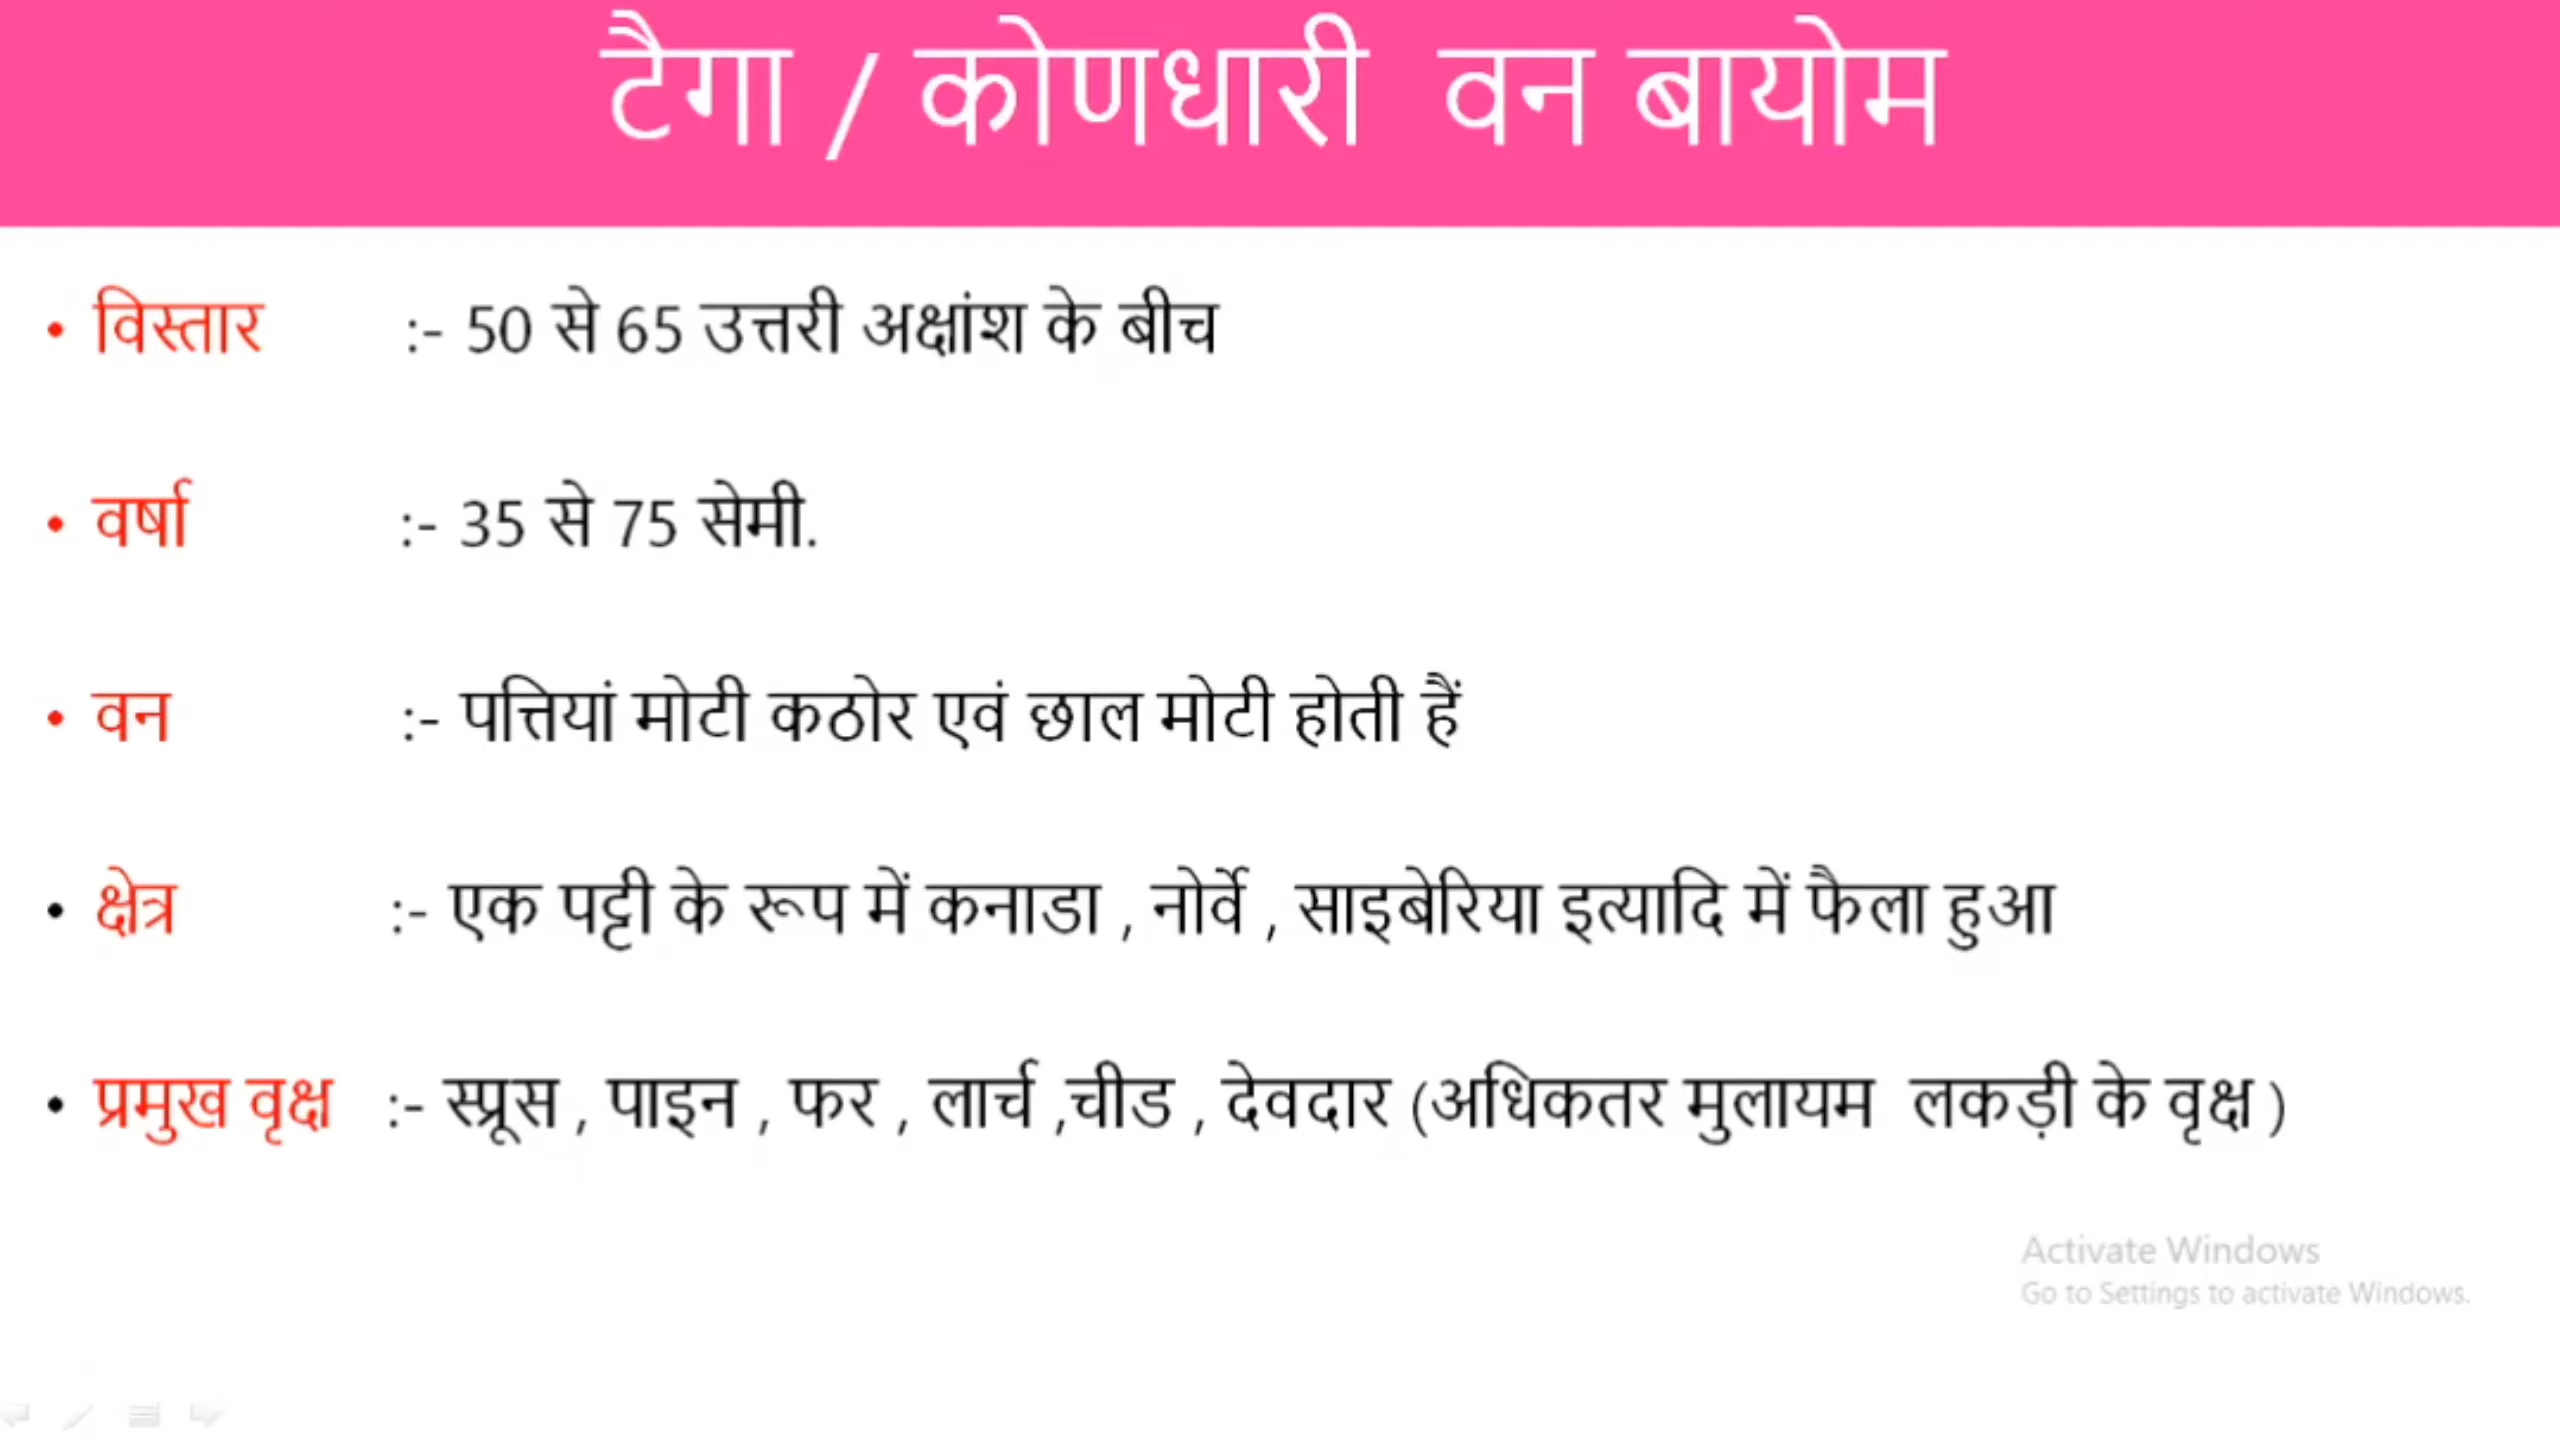 टैगा / कोणधारी वन बायोम
• विस्तार :- 50 से 65 उत्तरी अक्षांश के बीच
• वर्षा :- 35 से 75 सेमी.
• वन :- पत्तियां मोटी कठोर एवं छाल मोटी होती हैं
• क्षेत्र :- एक पट्टी के रूप में कनाडा , नोर्वे , साइबेरिया इत्यादि में फैला हुआ
• प्रमुख वृक्ष :- स्प्रूस , पाइन , फर , लार्च ,चीड , देवदार (अधिकतर मुलायम लकड़ी के वृक्ष )
Activate Windows
Go to Settings to activate Windows.